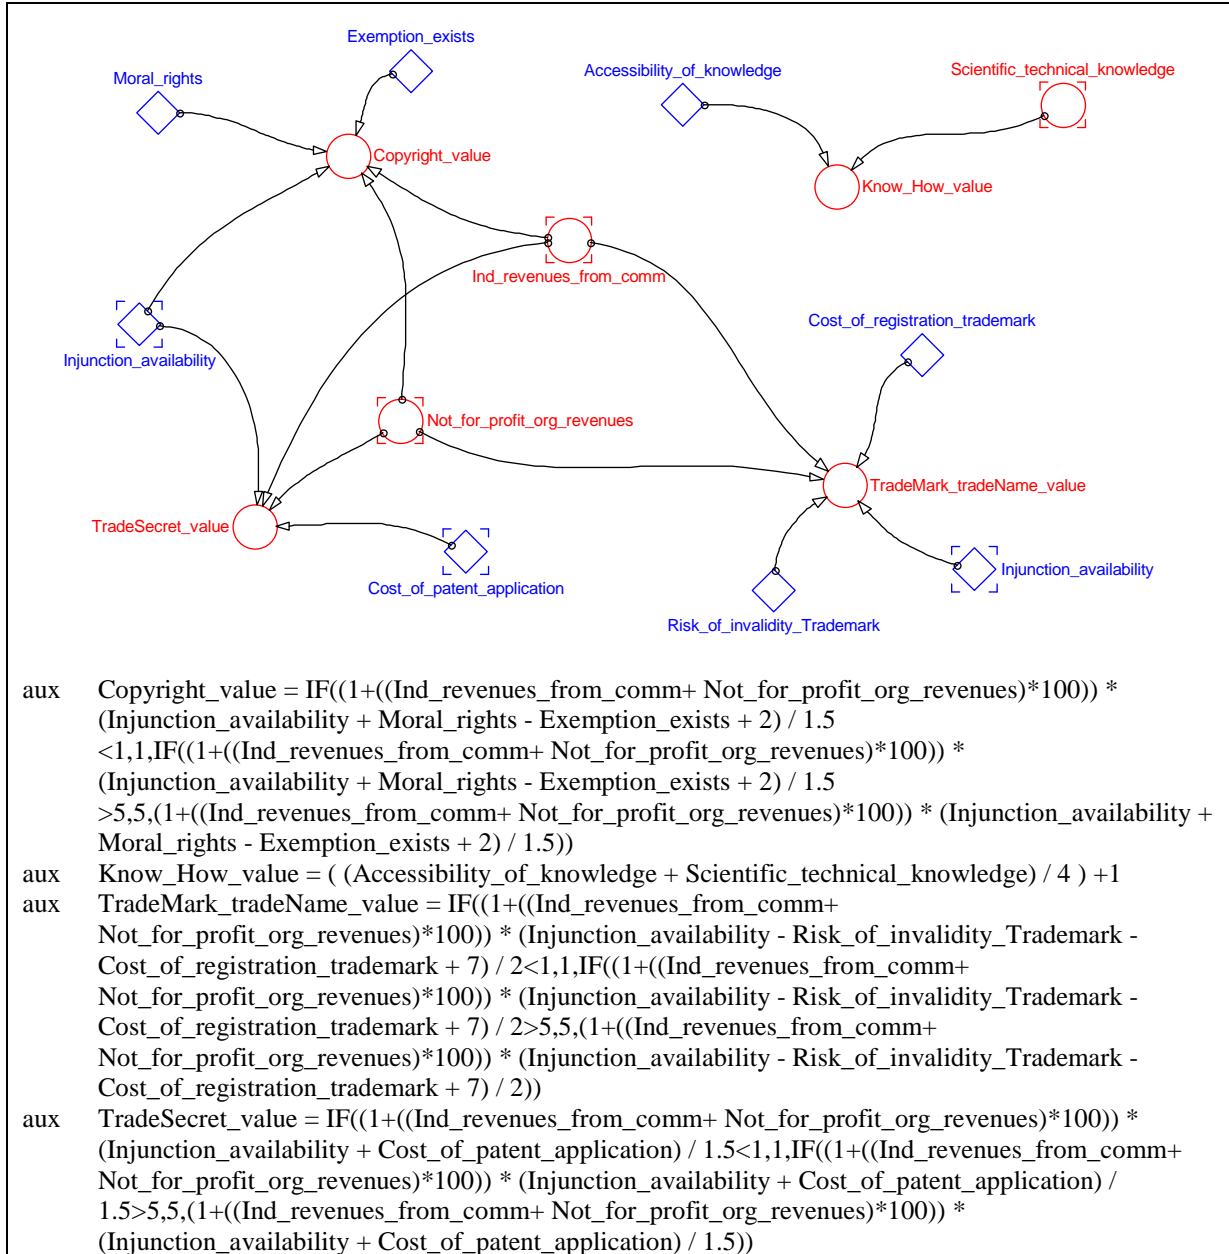 Exemption_exists
Moral_rights
Accessibility_of_knowledge
Scientific_technical_knowledge
Copyright_value
Know_How_value
Ind_revenues_from_comm
Injunction_availability
Cost_of_registration_trademark
Not_for_profit_org_revenues
TradeMark_tradeName_value
TradeSecret_value
Cost_of_patent_application
Injunction_availability
Risk_of_invalidity_Trademark
aux Copyright_value = IF((1+((Ind_revenues_from_comm+ Not_for_profit_org_revenues)*100)) *
(Injunction_availability + Moral_rights - Exemption_exists + 2) / 1.5
<1,1,IF((1+((Ind_revenues_from_comm+ Not_for_profit_org_revenues)*100)) *
(Injunction_availability + Moral_rights - Exemption_exists + 2) / 1.5
>5,5,(1+((Ind_revenues_from_comm+ Not_for_profit_org_revenues)*100)) * (Injunction_availability +
Moral_rights - Exemption_exists + 2) / 1.5))
aux Know_How_value = ( (Accessibility_of_knowledge + Scientific_technical_knowledge) / 4 ) +1
aux TradeMark_tradeName_value = IF((1+((Ind_revenues_from_comm+
Not_for_profit_org_revenues)*100)) * (Injunction_availability - Risk_of_invalidity_Trademark -
Cost_of_registration_trademark + 7) / 2<1,1,IF((1+((Ind_revenues_from_comm+
Not_for_profit_org_revenues)*100)) * (Injunction_availability - Risk_of_invalidity_Trademark -
Cost_of_registration_trademark + 7) / 2>5,5,(1+((Ind_revenues_from_comm+
Not_for_profit_org_revenues)*100)) * (Injunction_availability - Risk_of_invalidity_Trademark -
Cost_of_registration_trademark + 7) / 2))
aux TradeSecret_value = IF((1+((Ind_revenues_from_comm+ Not_for_profit_org_revenues)*100)) *
(Injunction_availability + Cost_of_patent_application) / 1.5<1,1,IF((1+((Ind_revenues_from_comm+
Not_for_profit_org_revenues)*100)) * (Injunction_availability + Cost_of_patent_application) /
1.5>5,5,(1+((Ind_revenues_from_comm+ Not_for_profit_org_revenues)*100)) *
(Injunction_availability + Cost_of_patent_application) / 1.5))